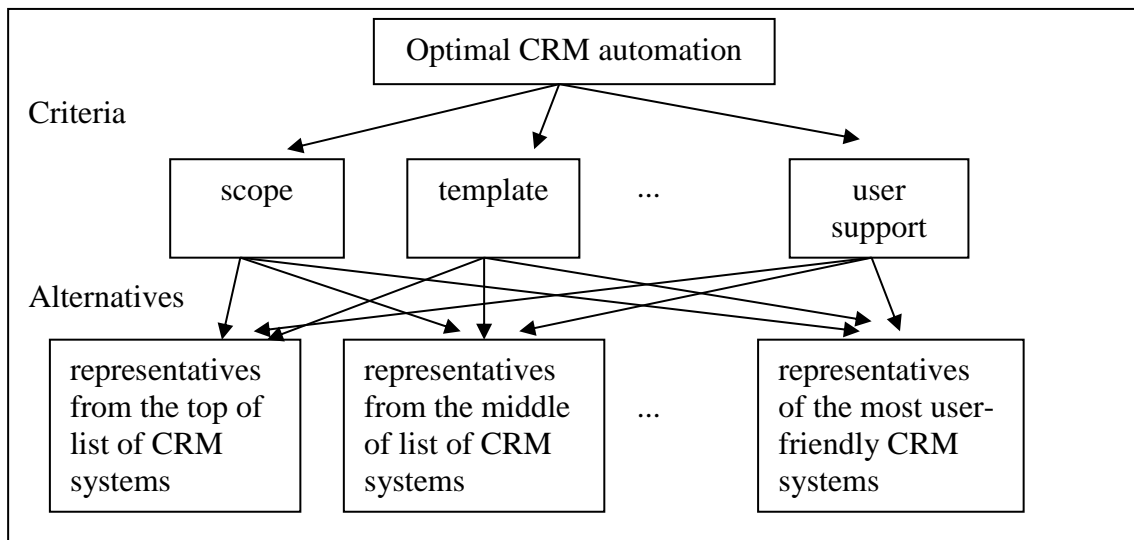 Optimal CRM automation
Criteria
scope
template
...
user
support
Alternatives
representatives
from the top of
list of CRM
systems
representatives
from the middle
of list of CRM
systems
...
representatives
of the most user-
friendly CRM
systems